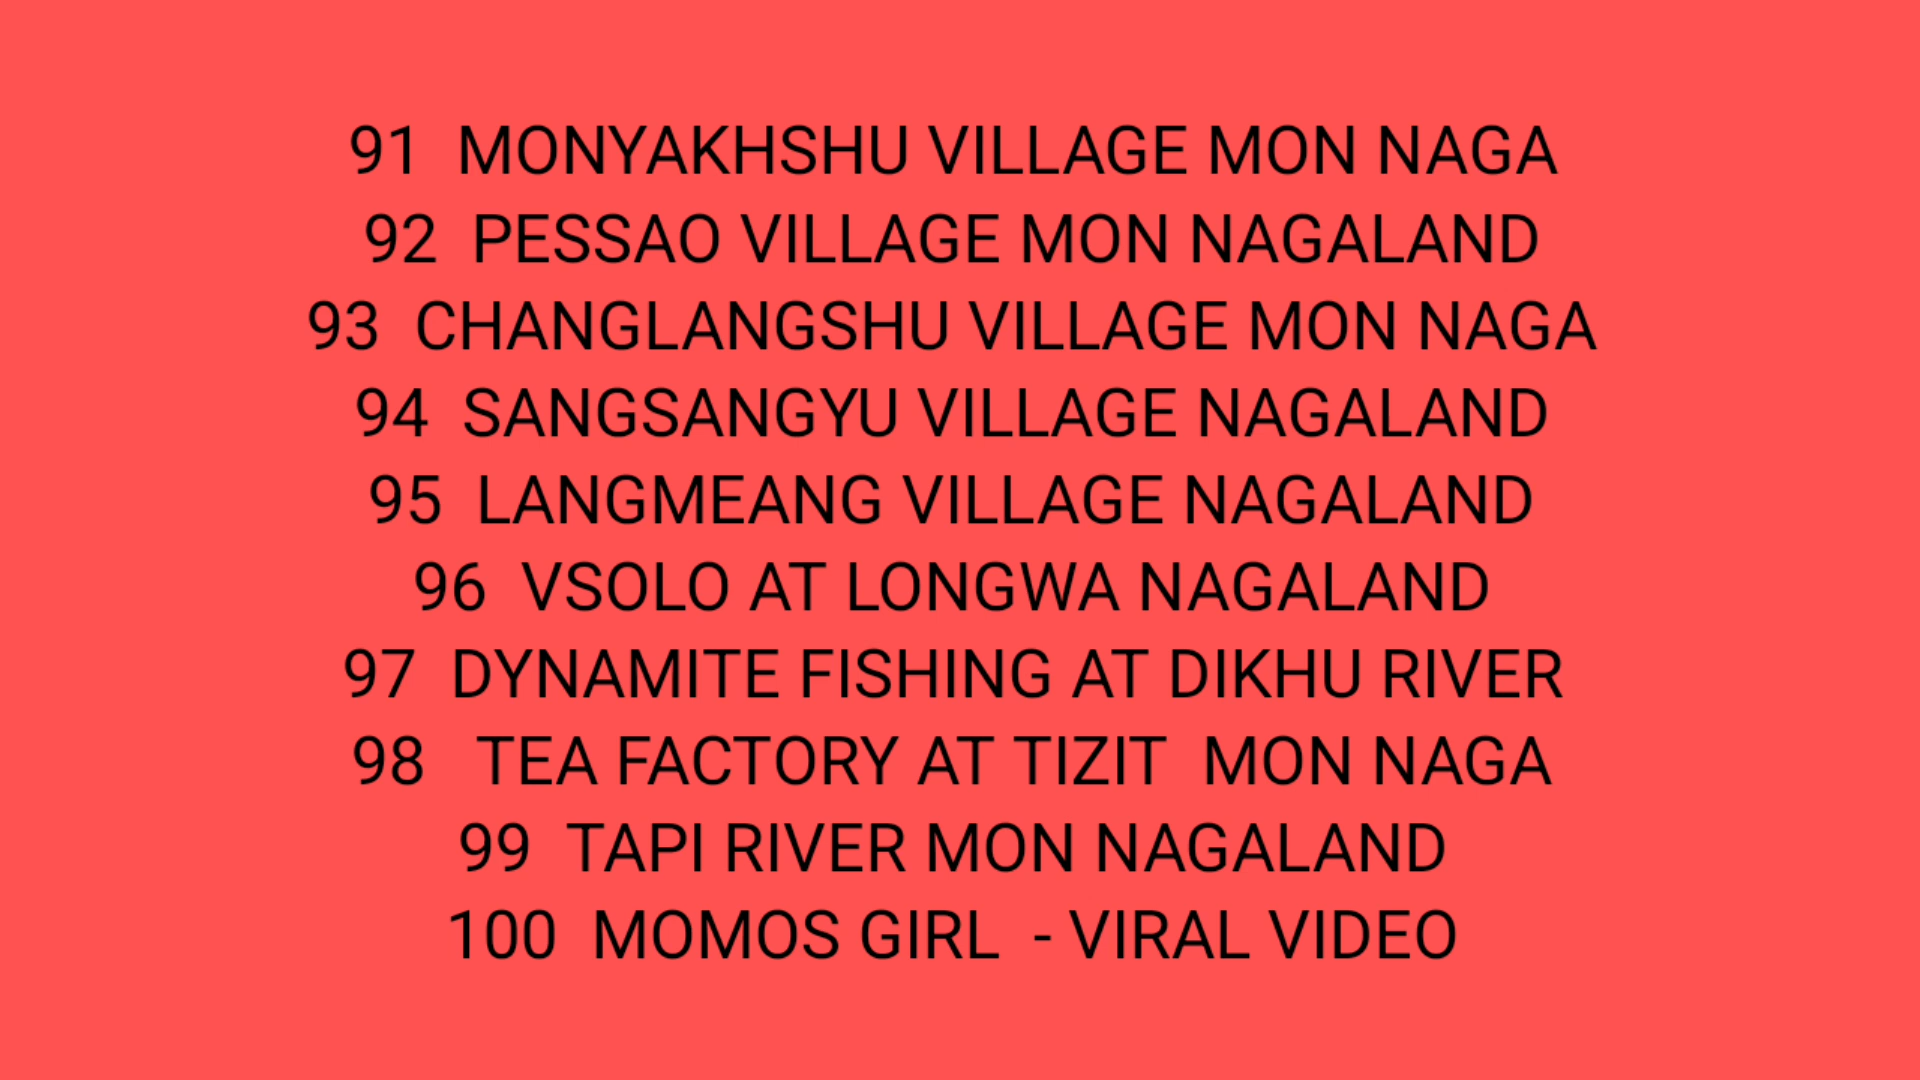 91  MONYAKHSHU VILLAGE MON NAGA
92  PESSAO VILLAGE MON NAGALAND
93  CHANGLANGSHU VILLAGE MON NAGA
94  SANGSANGYU VILLAGE NAGALAND
95  LANGMEANG VILLAGE NAGALAND
96  VSOLO AT LONGWA NAGALAND
97  DYNAMITE FISHING AT DIKHU RIVER
98   TEA FACTORY AT TIZIT  MON NAGA
99  TAPI RIVER MON NAGALAND
100  MOMOS GIRL  - VIRAL VIDEO